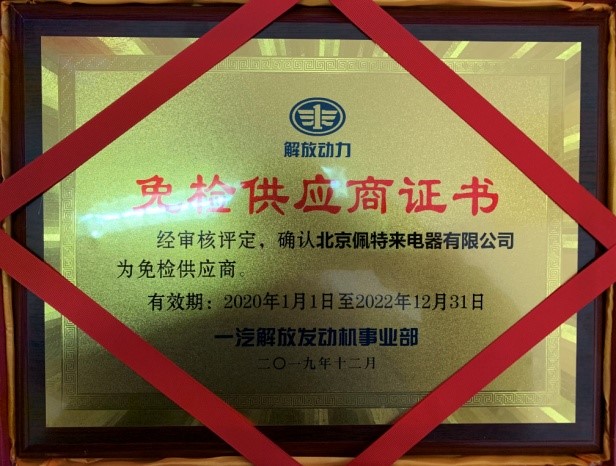 解放动力
免检供应商证书
经审核评定，确认北京佩特来电器有限公司
为免检供应商。
有效期：2020年1月1日至2022年12月31日
一汽解放发动机事业部
二〇一九年十二月